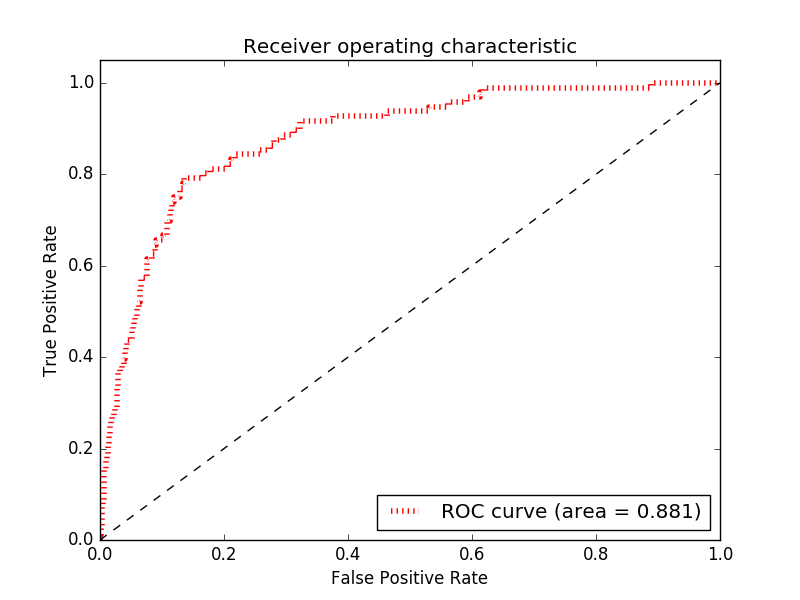 Receiver operating characteristic
1.0
0.8
0.6
0.4
0.2
0.0
True Positive Rate
ROC curve (area = 0.881)
0.0 0.2 0.4 0.6 0.8 1.0
False Positive Rate